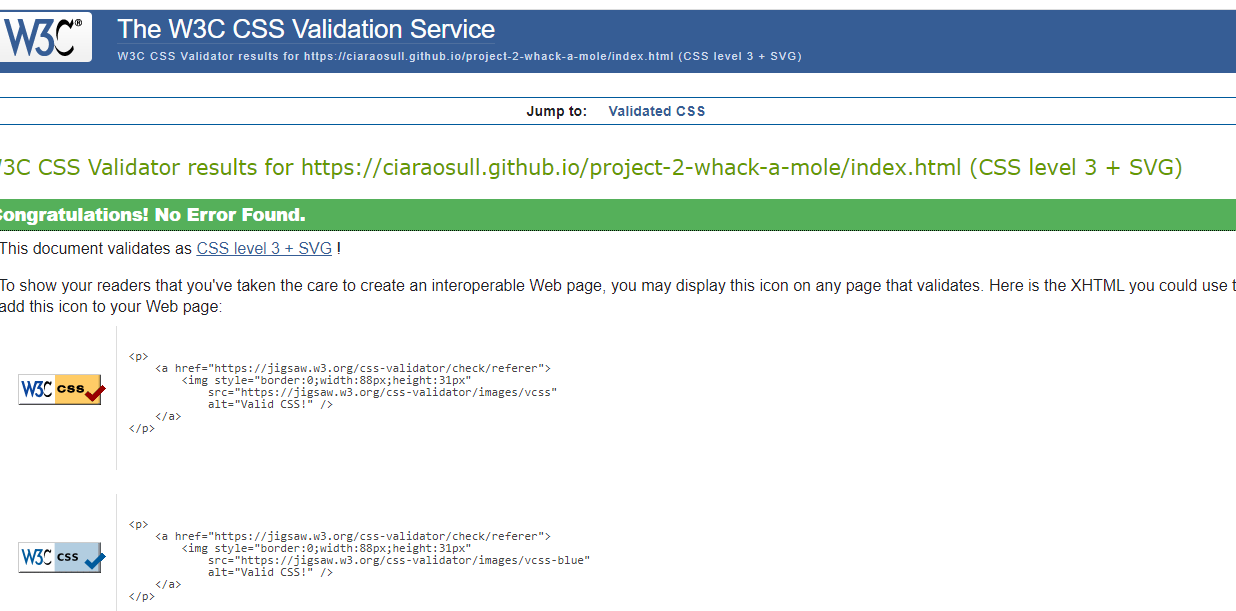 W3C®
The W3C CSS Validation Service
W3C CSS Validator results for https://ciaraosull.github.io/project-2-whack-a-mole/index.html (CSS level 3 + SVG)
Jump to: Validated CSS
/3C CSS Validator results for https://ciaraosull.github.io/project-2-whack-a-mole/index.html (CSS level 3 + SVG)
Congratulations! No Error Found.
This document validates as CSS level 3 + SVG !
To show your readers that you've taken the care to create an interoperable Web page, you may display this icon on any page that validates. Here is the XHTML you could use t
add this icon to your Web page:
W3C css
<p>
<a href="https://jigsaw.w3.org/css-validator/check/referer">
<img style="border:0;width:88px;height:31px"
src="https://jigsaw.w3.org/css-validator/images/vcss"
alt="Valid CSS!" />
</a>
</p>
W3C css
<p>
<a href="https://jigsaw.w3.org/css-validator/check/referer">
<img style="border:0;width:88px;height:31px"
src="https://jigsaw.w3.org/css-validator/images/vcss-blue"
alt="Valid CSS!" />
</a>
</p>